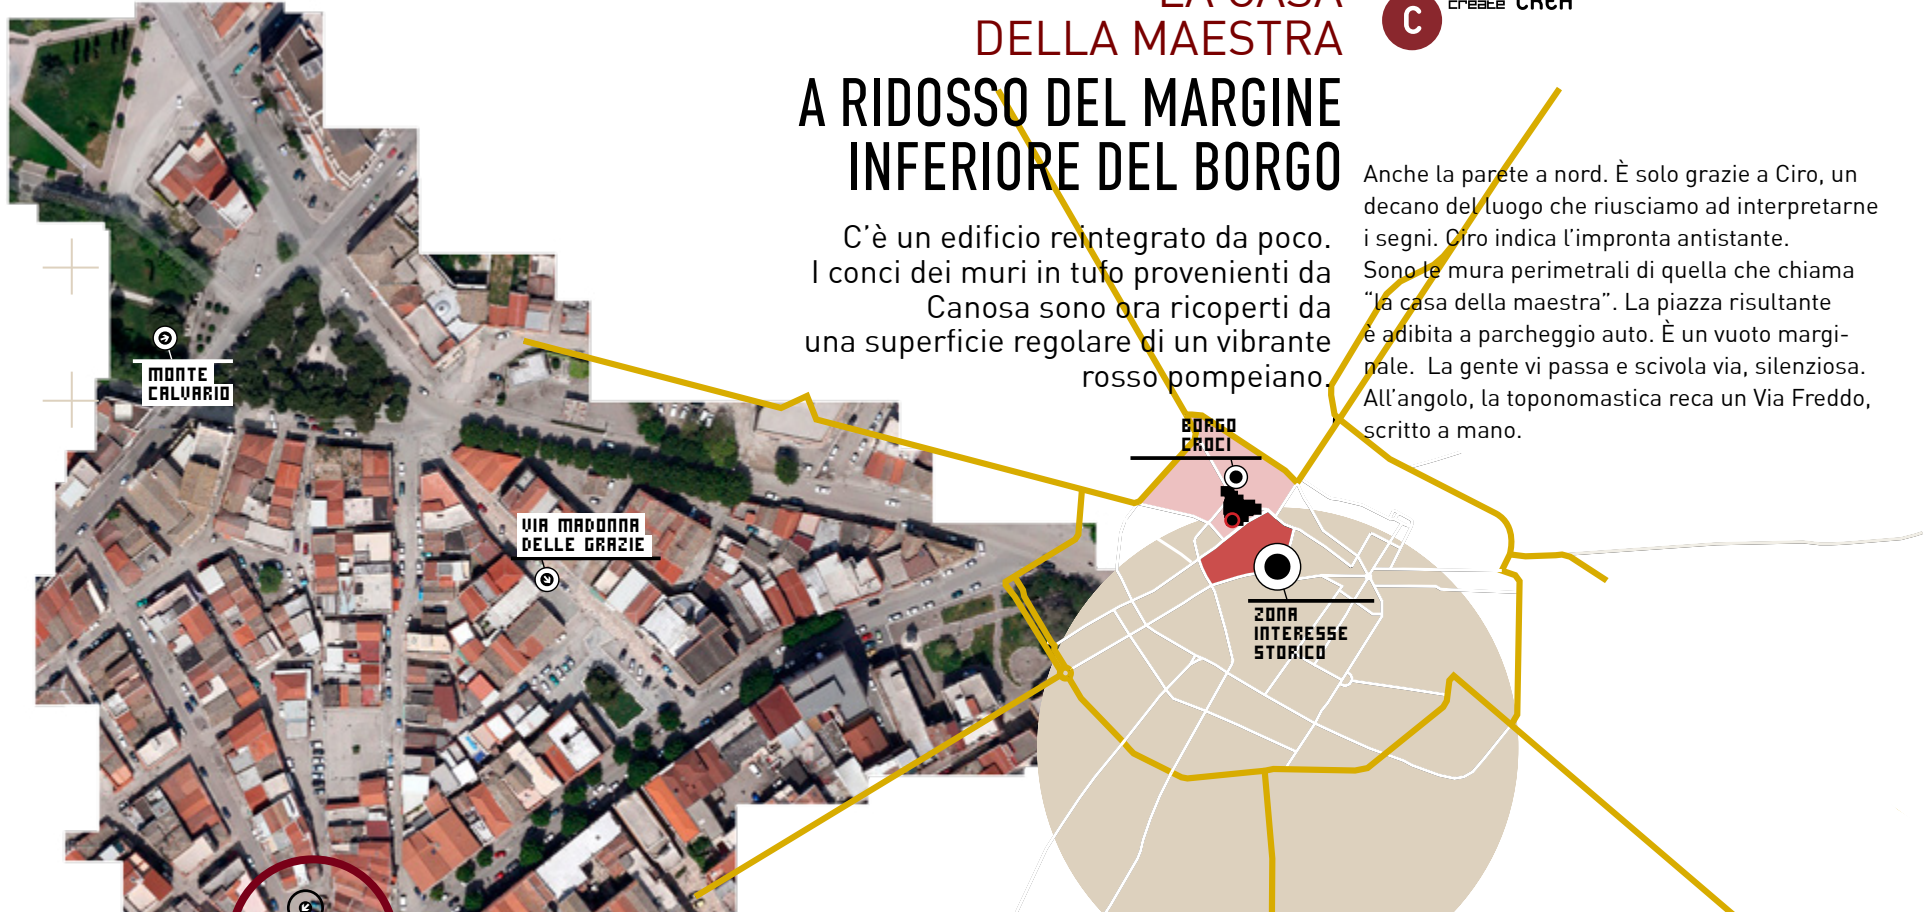 LA CASA
DELLA MAESTRA
A RIDOSSO DEL MARGINE
INFERIORE DEL BORGO
C'è un edificio reintegrato da poco.
I conci dei muri in tufo provenienti da
Canosa sono ora ricoperti da
una superficie regolare di un vibrante
rosso pompeiano.
C
create CREA
Anche la parete a nord. È solo grazie a Ciro, un
decano del luogo che riusciamo ad interpretarne
i segni. Ciro indica l'impronta antistante.
Sono le mura perimetrali di quella che chiama
“la casa della maestra”. La piazza risultante
è adibita a parcheggio auto. È un vuoto margi-
nale. La gente vi passa e scivola via, silenziosa.
All'angolo, la toponomastica reca un Via Freddo,
scritto a mano.
MONTE
CALVARIO
VIA MADONNA
DELLE GRAZIE
BORGO
CROCI
ZONA
INTERESSE
STORICO